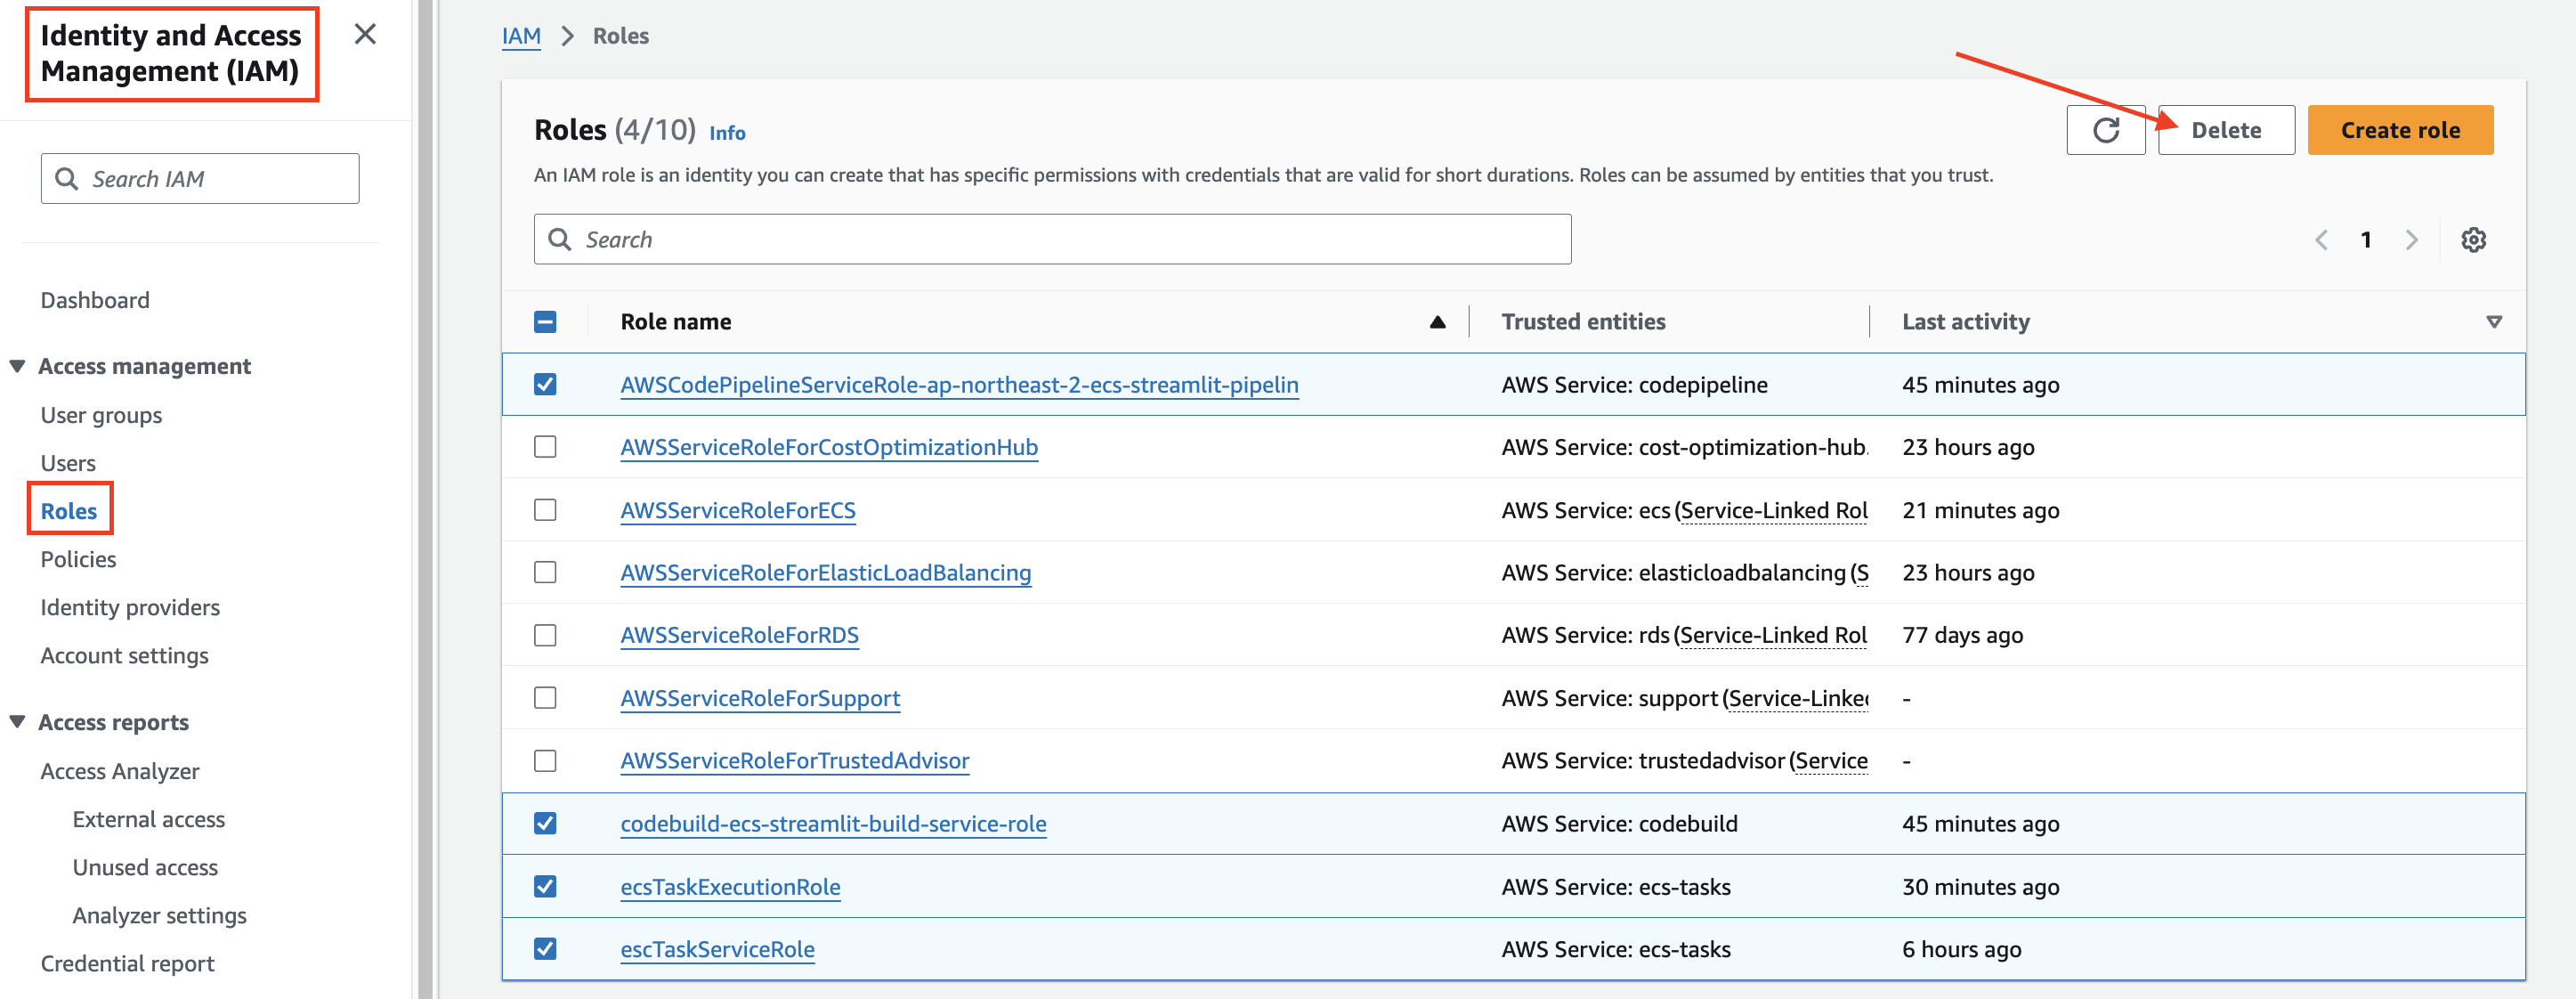 Identity and Access
Management (IAM)
Search IAM
Dashboard
Access management
User groups
Users
Roles
Policies
Identity providers
Account settings
Access reports
Access Analyzer
External access
Unused access
Analyzer settings
Credential report
IAM > Roles
Roles (4/10) Info
Delete
Create role
An IAM role is an identity you can create that has specific permissions with credentials that are valid for short durations. Roles can be assumed by entities that you trust.
Search
1
Role name Trusted entities Last activity
AWSCodePipelineServiceRole-ap-northeast-2-ecs-streamlit-pipelin AWS Service: codepipeline 45 minutes ago
AWSServiceRoleForCostOptimizationHub AWS Service: cost-optimization-hub. 23 hours ago
AWSServiceRoleForECS AWS Service: ecs (Service-Linked Rol 21 minutes ago
AWSServiceRoleForElasticLoadBalancing AWS Service: elasticloadbalancing (S 23 hours ago
AWSServiceRoleForRDS AWS Service: rds (Service-Linked Rol 77 days ago
AWSServiceRoleForSupport AWS Service: support (Service-Linked -
AWSServiceRoleForTrustedAdvisor AWS Service: trustedadvisor (Service -
codebuild-ecs-streamlit-build-service-role AWS Service: codebuild 45 minutes ago
ecsTaskExecutionRole AWS Service: ecs-tasks 30 minutes ago
escTaskServiceRole AWS Service: ecs-tasks 6 hours ago